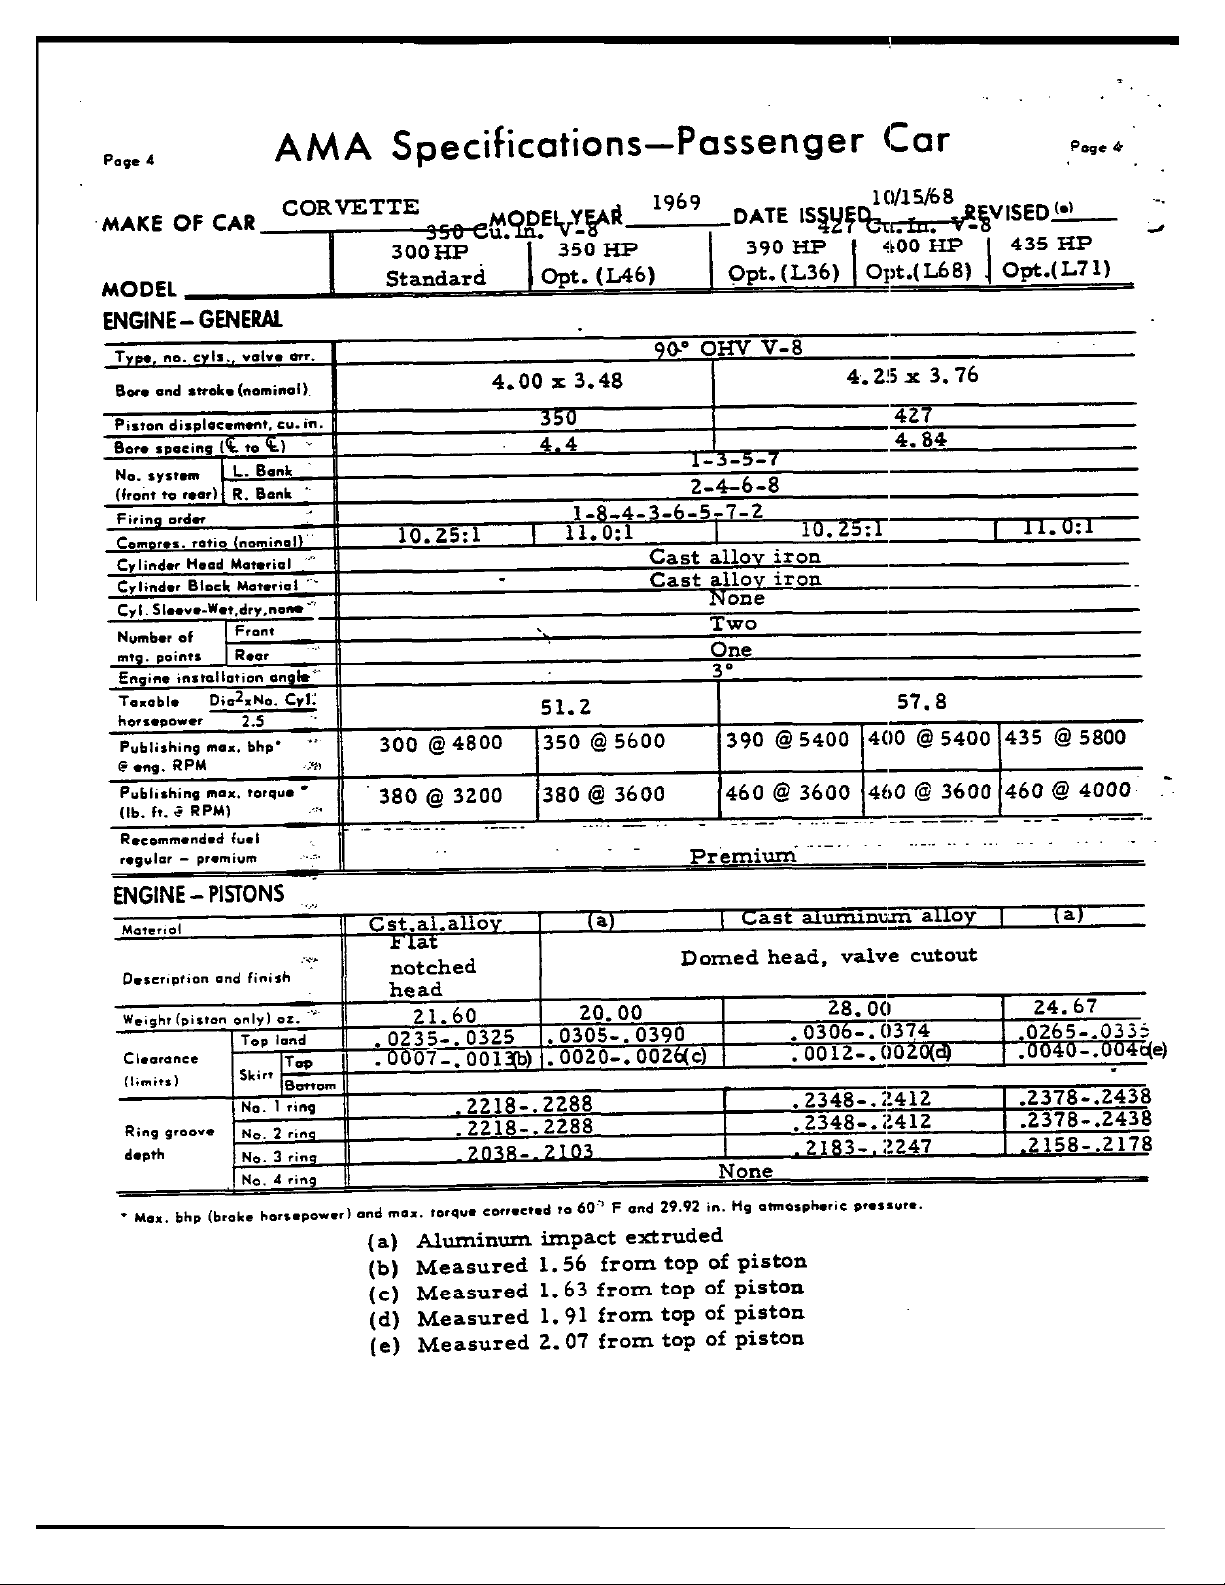 Page 4 AMA Specifications—Passenger Car Page 4
MAKE OF CAR CORVETTE MODEL YEAR 1969 DATE ISSUED 10/15/68 REVISED (•)
350 Cu. In. V-8 427 Cu. In. V-8
300 HP 350 HP 390 HP 400 HP 435 HP
MODEL Standard Opt. (L46) Opt. (L36) Opt.(L68) Opt.(L71)
ENGINE – GENERAL
Type, no. cyls., valve arr. 90° OHV V-8
Bore and stroke (nominal) 4.00 x 3.48 4.25 x 3.76
Piston displacement, cu. in. 350 427
Bore spacing (℄ to ℄) 4.4 4.84
No. system L. Bank 1-3-5-7
(front to rear) R. Bank 2-4-6-8
Firing order 1-8-4-3-6-5-7-2
Compres. ratio (nominal) 10.25:1 11.0:1 10.25:1 11.0:1
Cylinder Head Material Cast alloy iron
Cylinder Block Material Cast alloy iron
Cyl. Sleeve-Wet,dry,none None
Number of Front Two
mtg. points Rear One
Engine installation angle 3°
Taxable Dia²xNo. Cyl. 51.2 57.8
horsepower 2.5
Publishing max. bhp* 300 @ 4800 350 @ 5600 390 @ 5400 400 @ 5400 435 @ 5800
@ eng. RPM
Publishing max. torque * 380 @ 3200 380 @ 3600 460 @ 3600 460 @ 3600 460 @ 4000
(lb. ft. @ RPM)
Recommended fuel
regular – premium Premium
ENGINE – PISTONS
Material Cst.al.alloy (a) Cast aluminum alloy (a)
Description and finish Flat notched head Domed head, valve cutout
Weight (piston only) oz. 21.60 20.00 28.00 24.67
Clearance (limits) Top land .0235-.0325 .0305-.0390 .0306-.0374 .0265-.0335
Skirt Top .0007-.0013(b) .0020-.0026(c) .0012-.0020(d) .0040-.0046(e)
Bottom
Ring groove depth No. 1 ring .2218-.2288 .2348-.2412 .2378-.2438
No. 2 ring .2218-.2288 .2348-.2412 .2378-.2438
No. 3 ring .2038-.2103 .2183-.2247 .2158-.2178
No. 4 ring None
* Max. bhp (brake horsepower) and max. torque corrected to 60° F and 29.92 in. Hg atmospheric pressure.
(a) Aluminum impact extruded
(b) Measured 1.56 from top of piston
(c) Measured 1.63 from top of piston
(d) Measured 1.91 from top of piston
(e) Measured 2.07 from top of piston